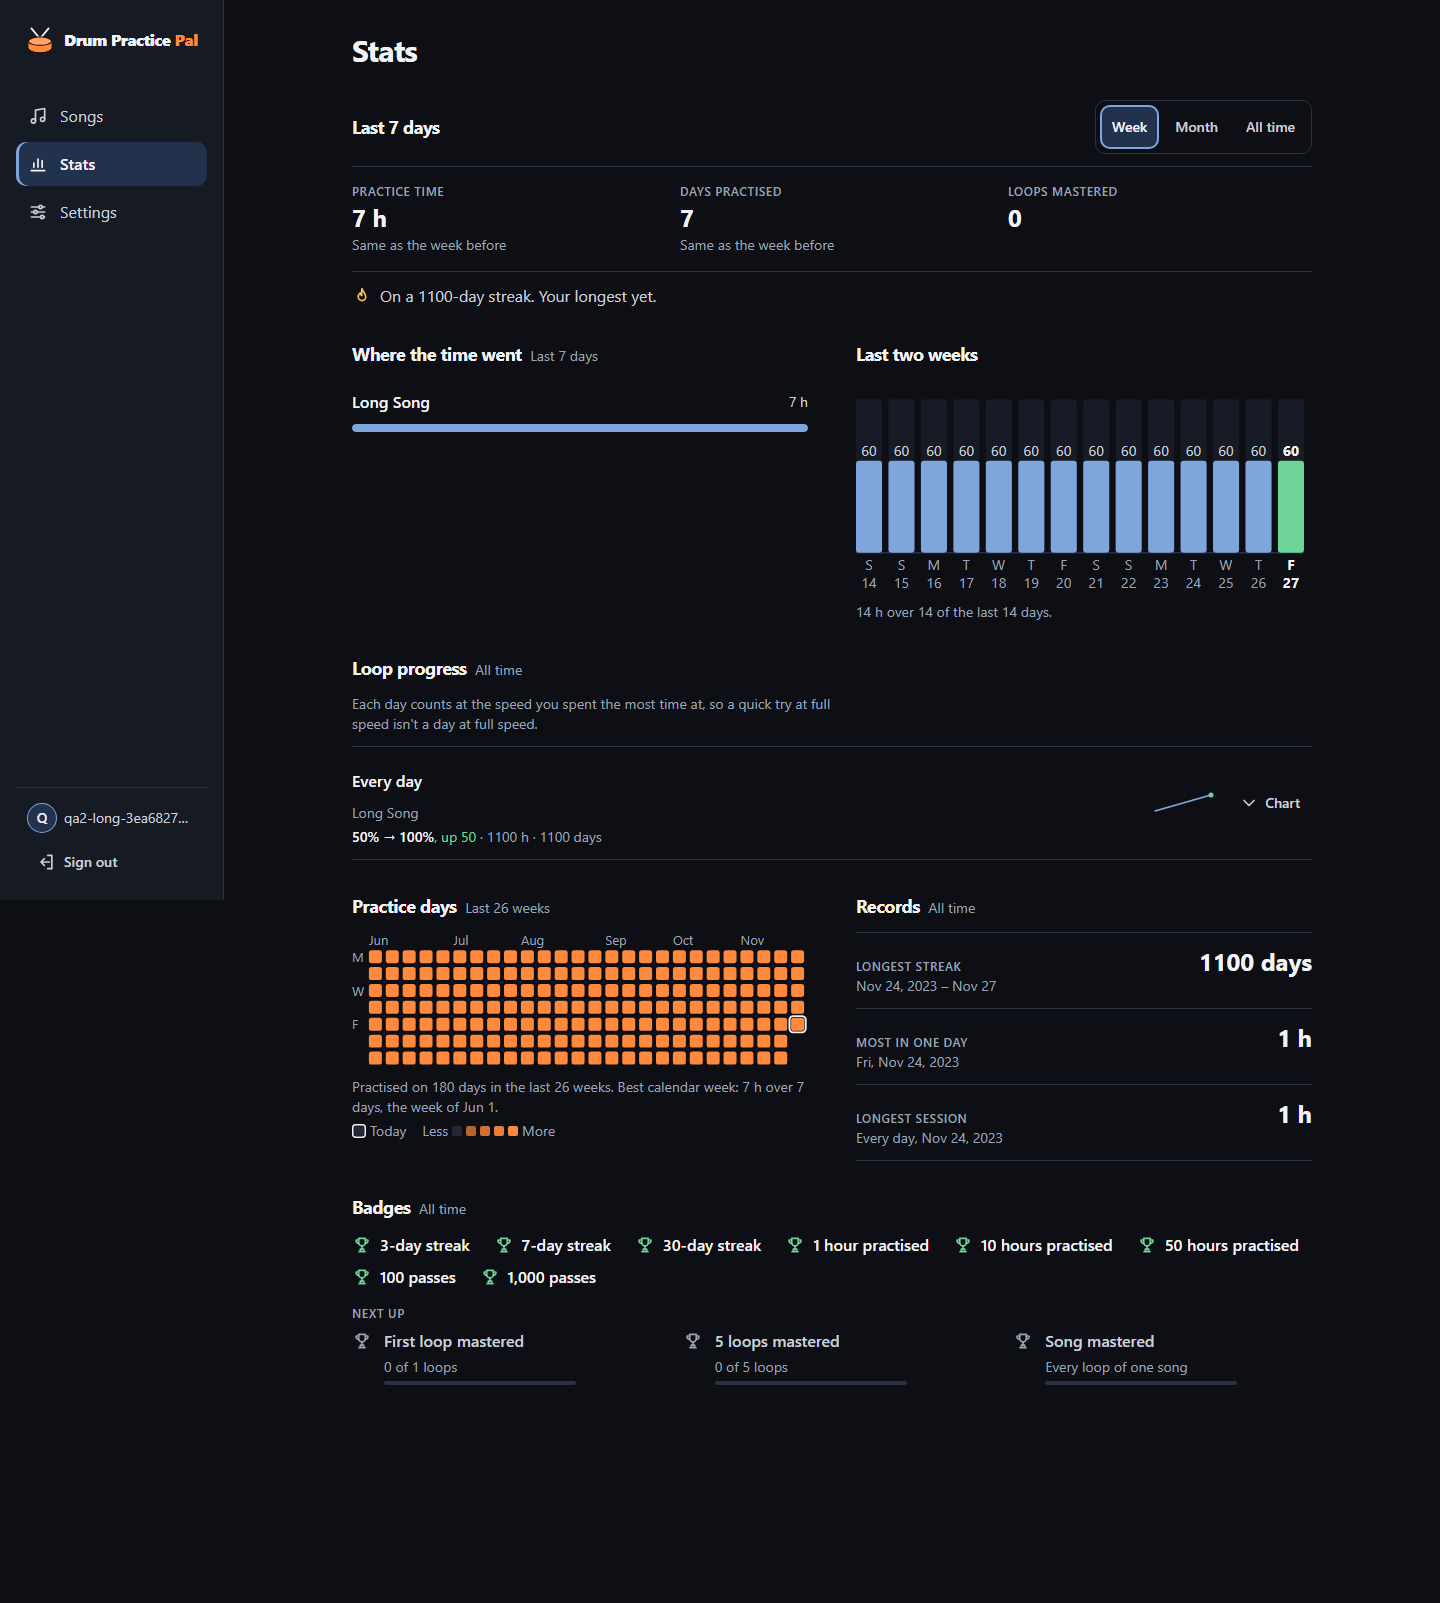 Drum Practice Pal
Songs
Stats
Settings
Q qa2-long-3ea6827...
Sign out
Stats
Last 7 days
Week Month All time
PRACTICE TIME
7 h
Same as the week before
DAYS PRACTISED
7
Same as the week before
LOOPS MASTERED
0
On a 1100-day streak. Your longest yet.
Where the time went Last 7 days
Long Song 7 h
Last two weeks
60 60 60 60 60 60 60 60 60 60 60 60 60 60
S S M T W T F S S M T W T F
14 15 16 17 18 19 20 21 22 23 24 25 26 27
14 h over 14 of the last 14 days.
Loop progress All time
Each day counts at the speed you spent the most time at, so a quick try at full
speed isn't a day at full speed.
Every day
Long Song
50% → 100%, up 50 · 1100 h · 1100 days
Chart
Practice days Last 26 weeks
Jun Jul Aug Sep Oct Nov
M
W
F
Practised on 180 days in the last 26 weeks. Best calendar week: 7 h over 7
days, the week of Jun 1.
Today Less More
Records All time
LONGEST STREAK
Nov 24, 2023 – Nov 27
1100 days
MOST IN ONE DAY
Fri, Nov 24, 2023
1 h
LONGEST SESSION
Every day, Nov 24, 2023
1 h
Badges All time
3-day streak 7-day streak 30-day streak 1 hour practised 10 hours practised 50 hours practised
100 passes 1,000 passes
NEXT UP
First loop mastered
0 of 1 loops
5 loops mastered
0 of 5 loops
Song mastered
Every loop of one song